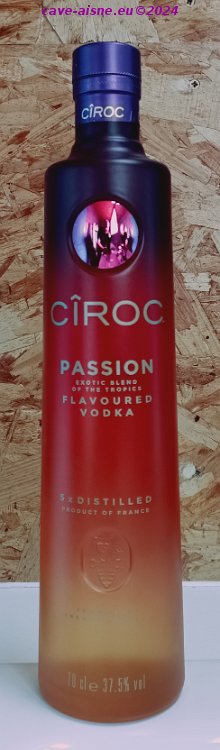 cave-aisne.eu©2024
CÎROC
CÎROC
PASSION
EXOTIC BLEND
OF THE TROPICS
FLAVOURED
VODKA
5x DISTILLED
PRODUCT OF FRANCE
70 cl e 37.5% vol